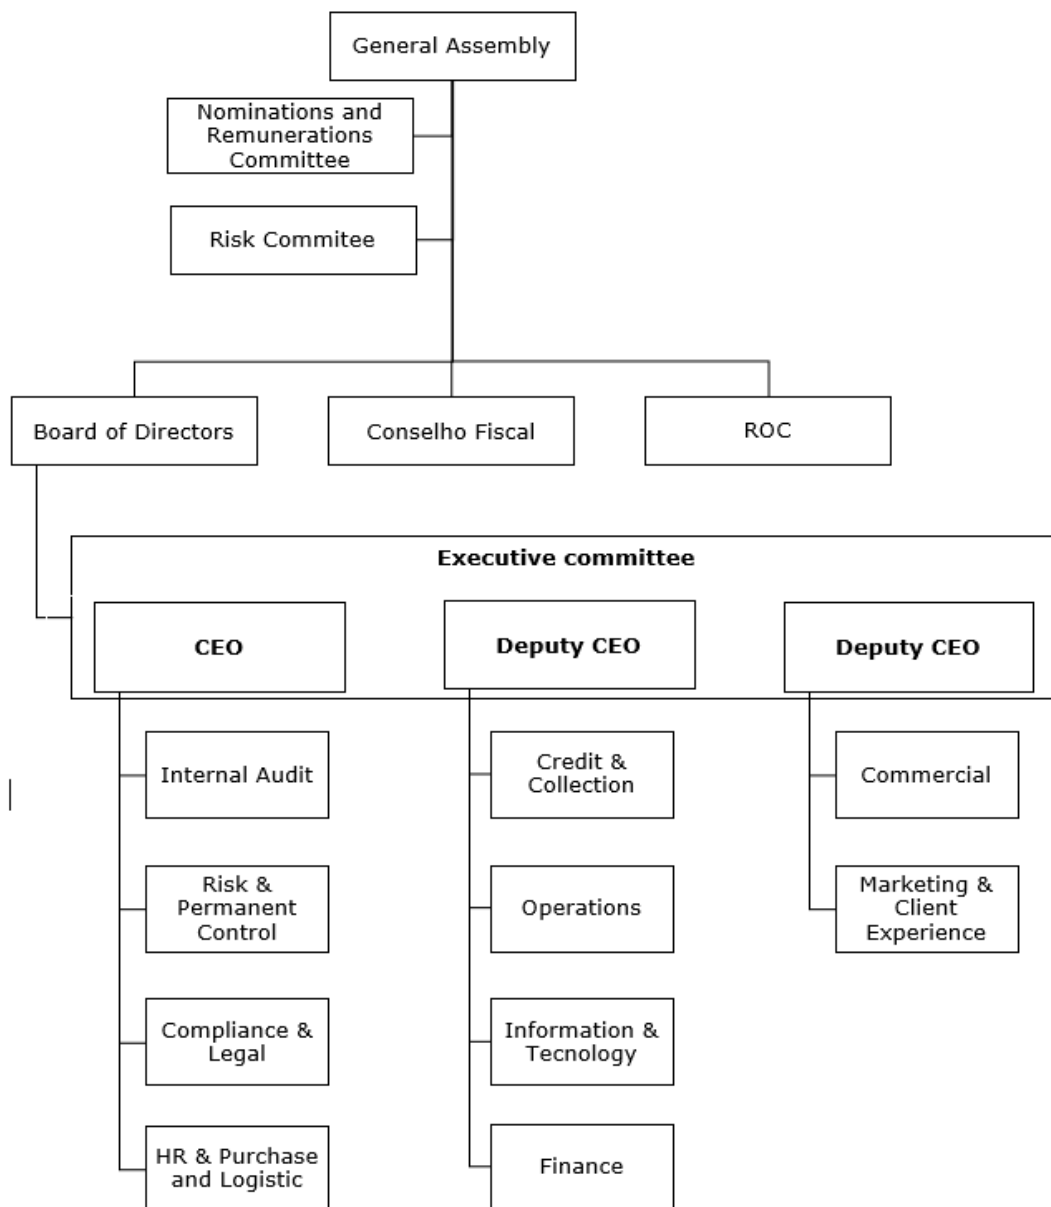 General Assembly
Nominations and
Remunerations
Committee
Risk Commitee
Board of Directors
Conselho Fiscal
ROC
Executive committee
CEO
Deputy CEO
Deputy CEO
Internal Audit
Credit &
Collection
Commercial
Risk &
Permanent
Control
Operations
Marketing &
Client
Experience
Compliance &
Legal
Information &
Tecnology
HR & Purchase
and Logistic
Finance